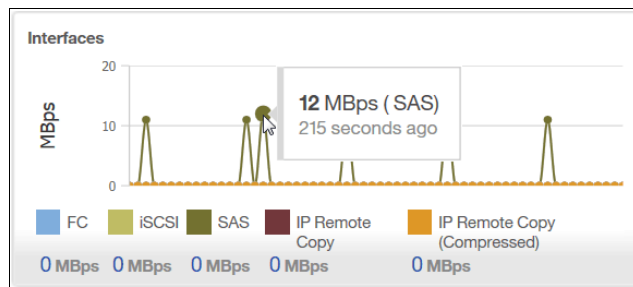 Interfaces
20
12 MBps ( SAS)
215 seconds ago
MBps
10
0
FC
iSCSI
SAS
IP Remote
Copy
IP Remote Copy
(Compressed)
0 MBps
0 MBps
0 MBps
0 MBps
0 MBps